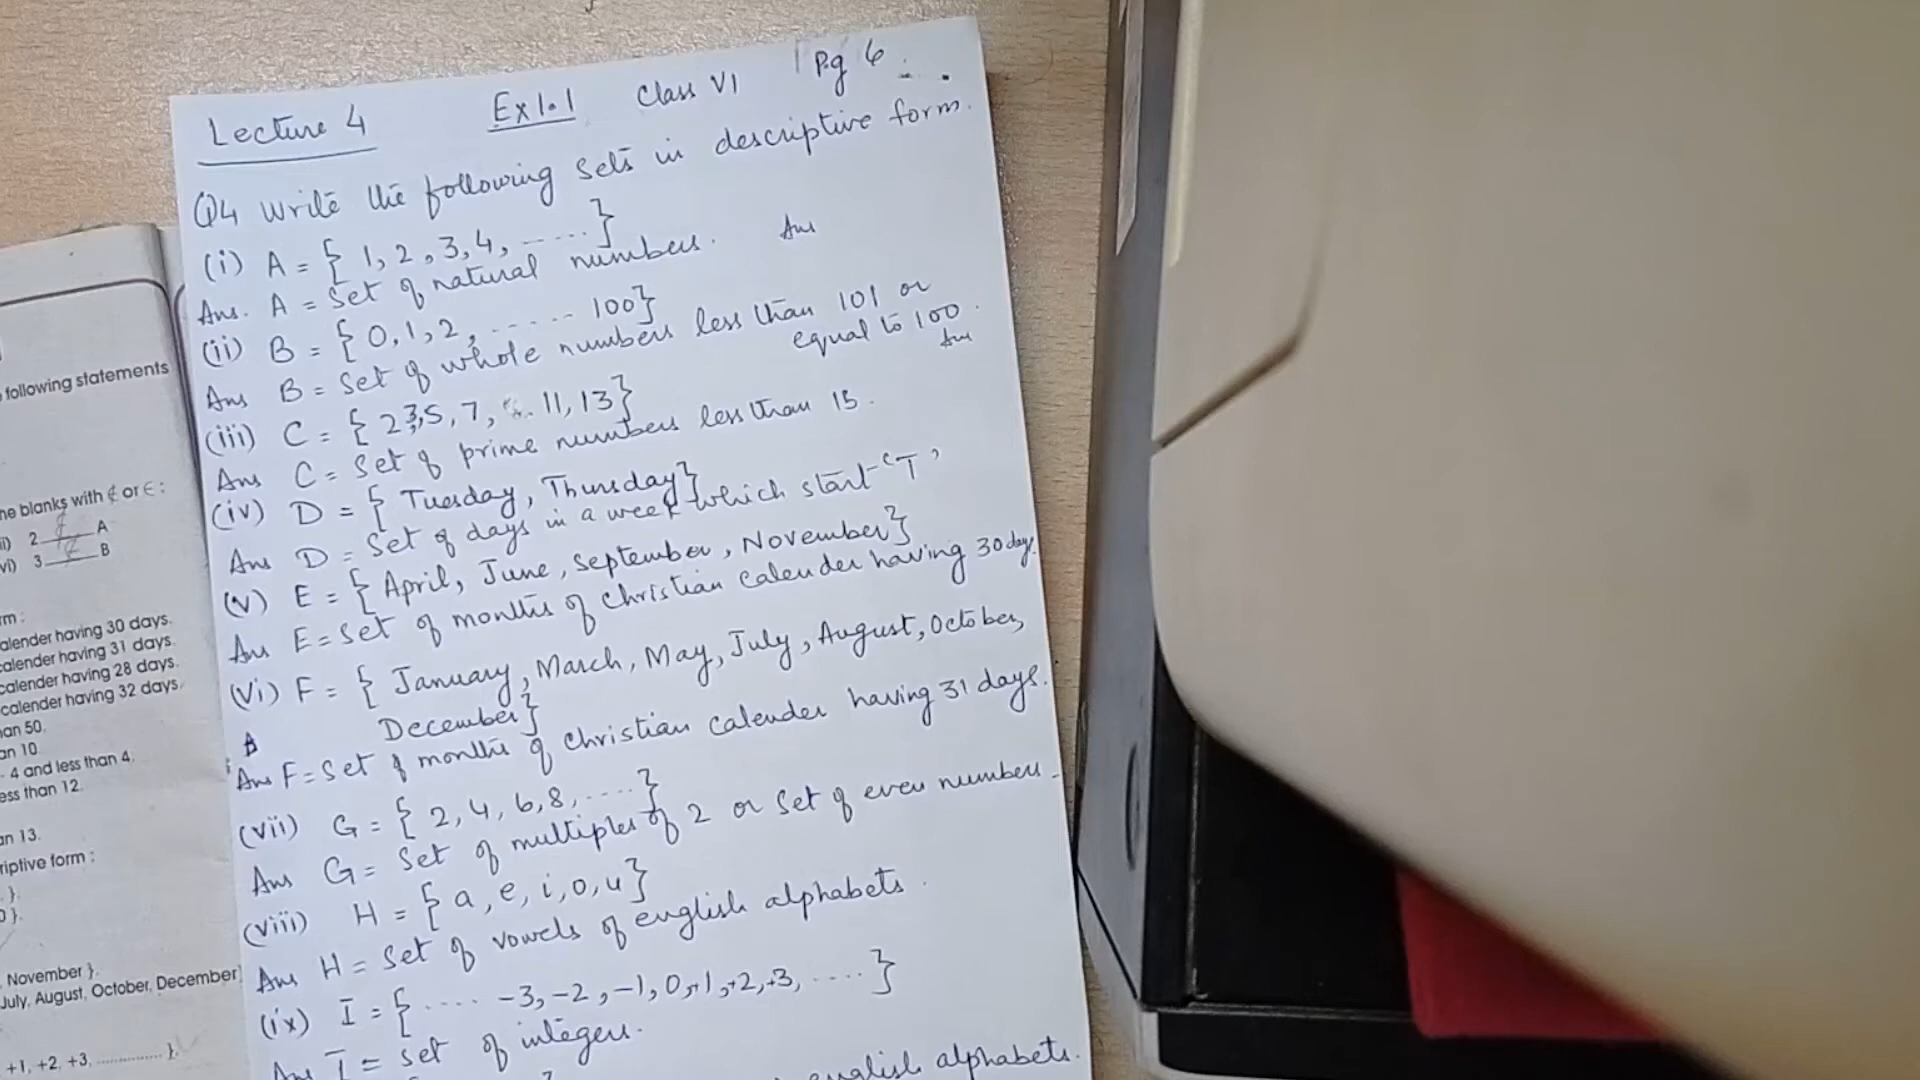 Lecture 4 Ex 1.1 Class VI Pg 6
Q4 Write the following sets in descriptive form.
(i) A = { 1, 2, 3, 4, ...... }
Ans. A = Set of natural numbers. Ans
(ii) B = { 0, 1, 2, ...... 100}
Ans B = Set of whole numbers less than 101 or
equal to 100.
Ans
(iii) C = { 2 3, 5, 7, 11, 13}
Ans C = Set of prime numbers less than 15.
(iv) D = { Tuesday, Thursday}
Ans D = Set of days in a week which start 'T'
(v) E = { April, June, September, November}
Ans E = Set of months of Christian calender having 30 days.
(vi) F = { January, March, May, July, August, October,
December}
Ans F = Set of months of Christian calender having 31 days.
(vii) G = { 2, 4, 6, 8, ..... }
Ans G = Set of multiples of 2 or Set of even numbers.
(viii) H = { a, e, i, o, u}
Ans H = Set of vowels of english alphabets.
(ix) I = { .... -3, -2, -1, 0, +1, +2, +3, .... }
Ans I = Set of integers.
english alphabets.
following statements
blanks with ∉ or ∈ :
2 A
vi) 3 B
calender having 30 days.
calender having 31 days.
calender having 28 days.
calender having 32 days.
than 50.
than 10.
4 and less than 4.
less than 12.
than 13.
descriptive form :
November }.
July, August, October, December}
+1, +2, +3, .............. }.